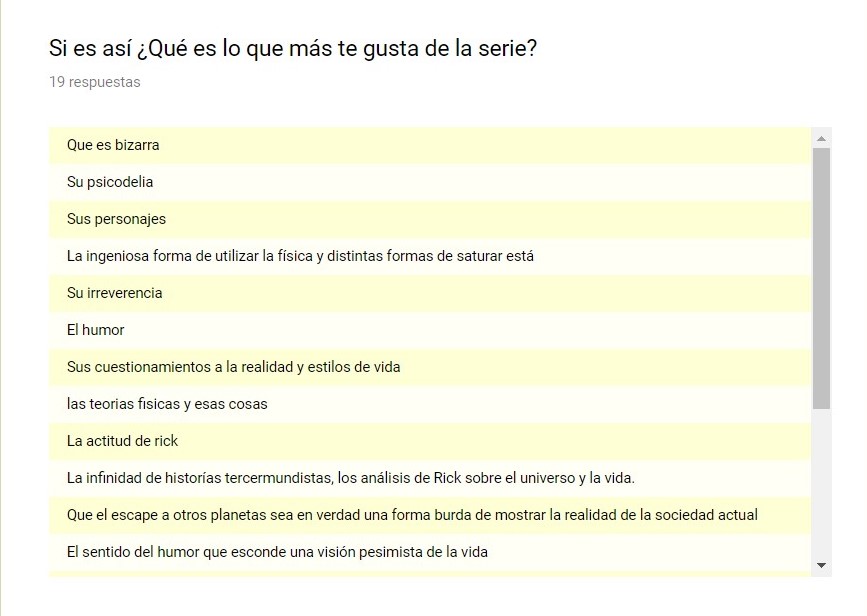 Si es así ¿Qué es lo que más te gusta de la serie?
19 respuestas
Que es bizarra
Su psicodelia
Sus personajes
La ingeniosa forma de utilizar la física y distintas formas de saturar está
Su irreverencia
El humor
Sus cuestionamientos a la realidad y estilos de vida
las teorias fisicas y esas cosas
La actitud de rick
La infinidad de historías tercermundistas, los análisis de Rick sobre el universo y la vida.
Que el escape a otros planetas sea en verdad una forma burda de mostrar la realidad de la sociedad actual
El sentido del humor que esconde una visión pesimista de la vida